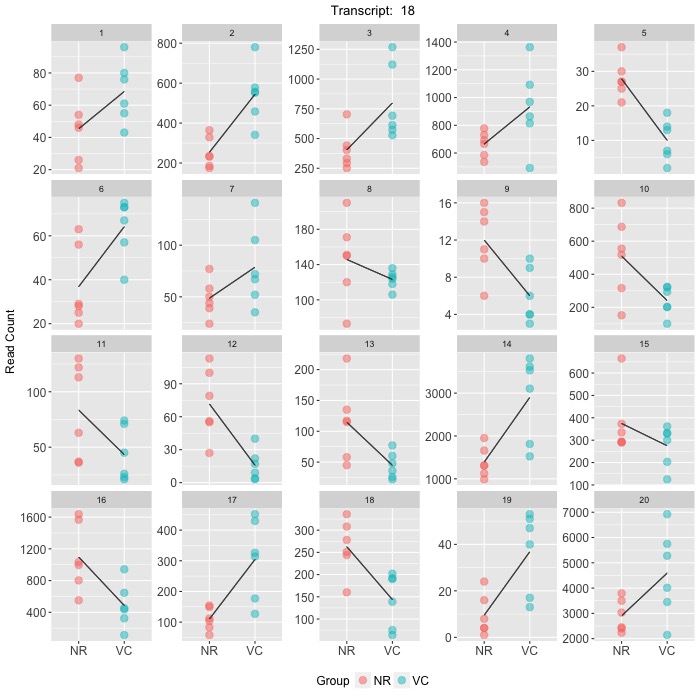 Transcript: 18
1 2 3 4 5
80 60 40 20
800 600 400 200
1250 1000 750 500 250
1400 1200 1000 800 600
30 20 10
6 7 8 9 10
60 40 20
100 50
180 140 100
16 12 8 4
800 600 400 200
11 12 13 14 15
100 50
90 60 30 0
200 150 100 50
3000 2000 1000
600 500 400 300 200 100
16 17 18 19 20
1600 1200 800 400
400 300 200 100
300 250 200 150 100
40 20 0
7000 6000 5000 4000 3000 2000
Read Count
NR VC NR VC NR VC NR VC NR VC
Group NR VC